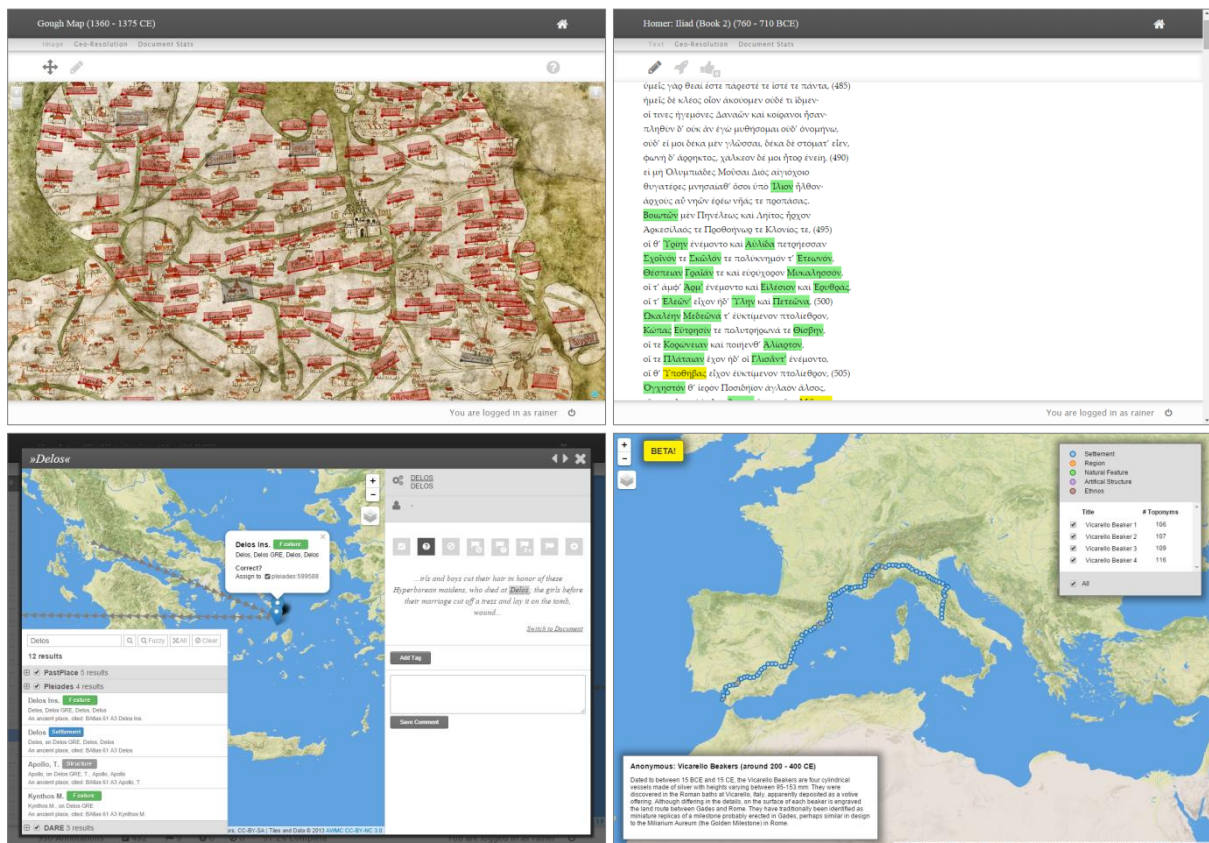 Gough Map (1360 - 1375 CE)
Image Geo-Resolution Document Stats
You are logged in as rainer
Homer: Iliad (Book 2) (760 - 710 BCE)
Text Geo-Resolution Document Stats
ὑμεῖς γὰρ θεαί ἐστε πάρεστέ τε ἴστέ τε πάντα, (485)
ἡμεῖς δὲ κλέος οἶον ἀκούομεν οὐδέ τι ἴδμεν·
οἵ τινες ἡγεμόνες Δαναῶν καὶ κοίρανοι ἦσαν·
πληθὺν δ' οὐκ ἂν ἐγὼ μυθήσομαι οὐδ' ὀνομήνω,
οὐδ' εἴ μοι δέκα μὲν γλῶσσαι, δέκα δὲ στόματ' εἶεν,
φωνὴ δ' ἄρρηκτος, χάλκεον δέ μοι ἦτορ ἐνείη, (490)
εἰ μὴ Ὀλυμπιάδες Μοῦσαι Διὸς αἰγιόχοιο
θυγατέρες μνησαίαθ' ὅσοι ὑπὸ Ἴλιον ἦλθον·
ἀρχοὺς αὖ νηῶν ἐρέω νῆάς τε προπάσας.
Βοιωτῶν μὲν Πηνέλεως καὶ Λήϊτος ἦρχον
Ἀρκεσίλαός τε Προθοήνωρ τε Κλονίος τε, (495)
οἵ θ' Ὑρίην ἐνέμοντο καὶ Αὐλίδα πετρήεσσαν
Σχοῖνόν τε Σκῶλόν τε πολύκνημόν τ' Ἐτεωνόν,
Θέσπειαν Γραῖάν τε καὶ εὐρύχορον Μυκαλησσόν,
οἵ τ' ἀμφ' Ἅρμ' ἐνέμοντο καὶ Εἰλέσιον καὶ Ἐρυθράς,
οἵ τ' Ἐλεῶν' εἶχον ἠδ' Ὕλην καὶ Πετεῶνα, (500)
Ὠκαλέην Μεδεῶνά τ' ἐϋκτίμενον πτολίεθρον,
Κώπας Εὔτρησίν τε πολυτρήρωνά τε Θίσβην,
οἵ τε Κορώνειαν καὶ ποιήενθ' Ἁλίαρτον,
οἵ τε Πλάταιαν ἔχον ἠδ' οἳ Γλισᾶντ' ἐνέμοντο,
οἵ θ' Ὑποθήβας εἶχον ἐϋκτίμενον πτολίεθρον, (505)
Ὀγχηστόν θ' ἱερὸν Ποσιδήϊον ἀγλαὸν ἄλσος,
You are logged in as rainer
»Delos«
Delos Ins. Feature
Delos, Delos GRE, Delos, Delos
Correct?
Assign to pleiades:599588
Delos Fuzzy All Clear
12 results
PastPlace 5 results
Pleiades 4 results
Delos Ins. Feature
Delos, Delos GRE, Delos, Delos
An ancient place, cited: BAtlas 61 A3 Delos Ins.
Delos Settlement
Delos, on Delos GRE, Delos, Delos
An ancient place, cited: BAtlas 61 A3 Delos
Apollo, T. Structure
Apollo, on Delos GRE, T., Apollo, Apollo
An ancient place, cited: BAtlas 61 A3 Apollo, T.
Kynthos M. Feature
Kynthos M., on Delos GRE
An ancient place, cited: BAtlas 61 A3 Kynthos M.
DARE 3 results
CC-BY-SA | Tiles and Data © 2013 AWMC CC-BY-NC 3.0
DELOS
DELOS
...irls and boys cut their hair in honor of these
Hyperborean maidens, who died at Delos, the girls before
their marriage cut off a tress and lay it on the tomb,
wound...
Switch to Document
Add Tag
Save Comment
BETA!
Settlement
Region
Natural Feature
Artifical Structure
Ethnos
Title # Toponyms
Vicarello Beaker 1 106
Vicarello Beaker 2 107
Vicarello Beaker 3 109
Vicarello Beaker 4 116
All
Anonymous: Vicarello Beakers (around 200 - 400 CE)
Dated to between 15 BCE and 15 CE, the Vicarello Beakers are four cylindrical
vessels made of silver with heights varying between 95-153 mm. They were
discovered in the Roman baths at Vicarello, Italy, apparently deposited as a votive
offering. Although differing in the details, on the surface of each beaker is engraved
the land route between Gades and Rome. They have traditionally been identified as
miniature replicas of a milestone probably erected in Gades, perhaps similar in design
to the Miliarium Aureum (the Golden Milestone) in Rome.